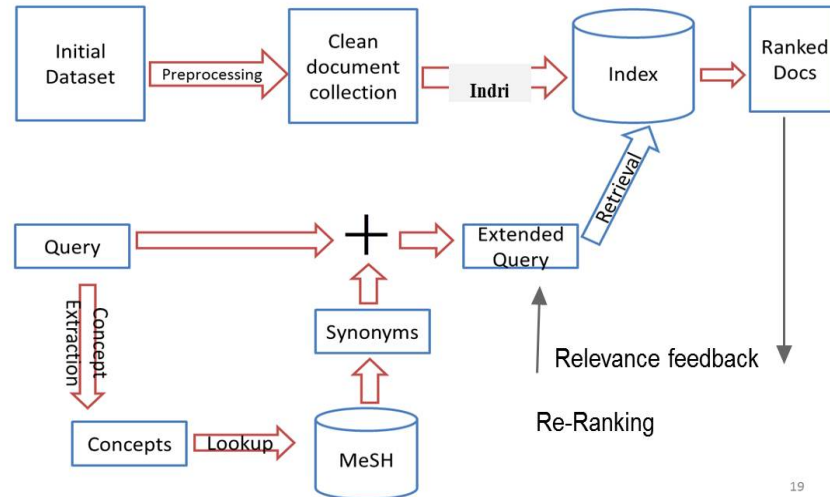 Initial
Dataset
Preprocessing
Clean
document
collection
Indri
Index
Ranked
Docs
Retrieval
Query
Extended
Query
Concept
Extraction
Synonyms
Relevance feedback
Re-Ranking
Concepts
Lookup
MeSH
19